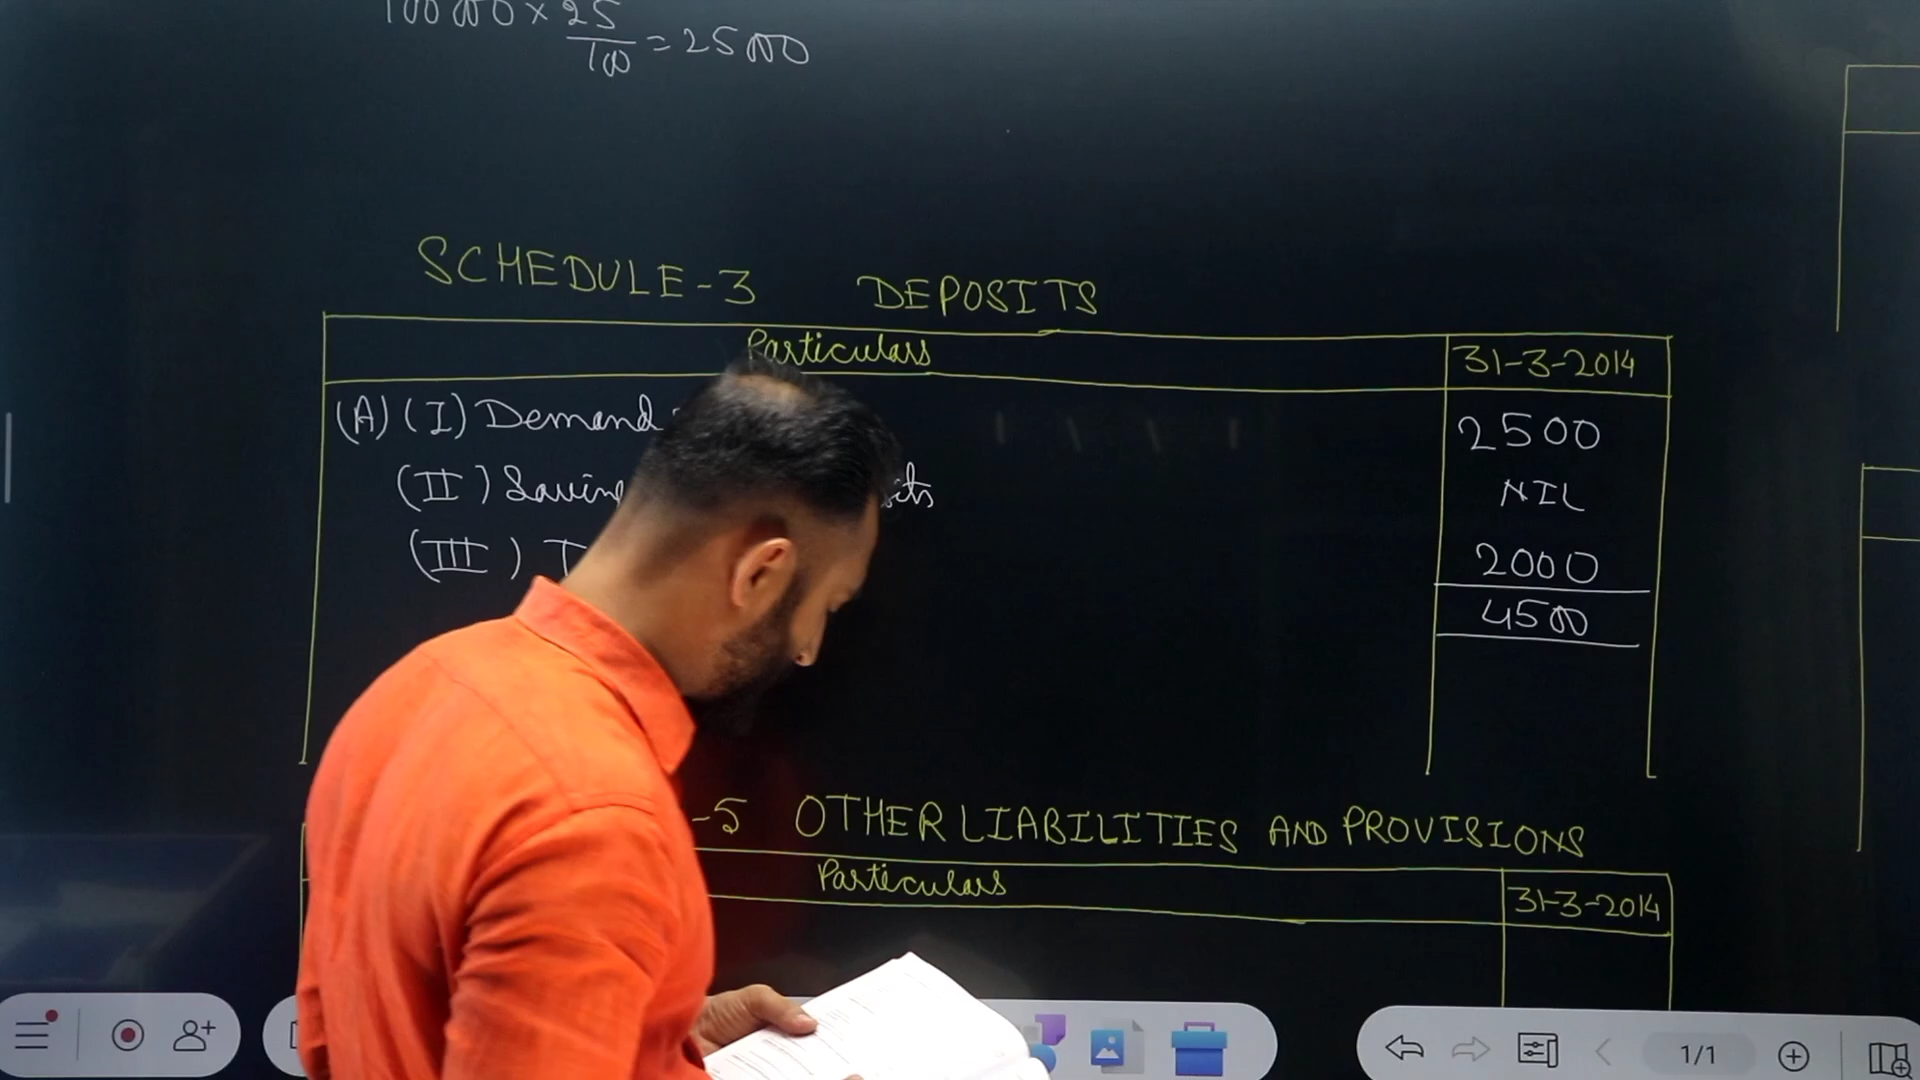 100000 × 25/100 = 25000
SCHEDULE-3 DEPOSITS
Particulars 31-3-2014
(A) (I) Demand 2500
(II) NIL
(III) 2000
4500
-5 OTHER LIABILITIES AND PROVISIONS
Particulars 31-3-2014
1/1